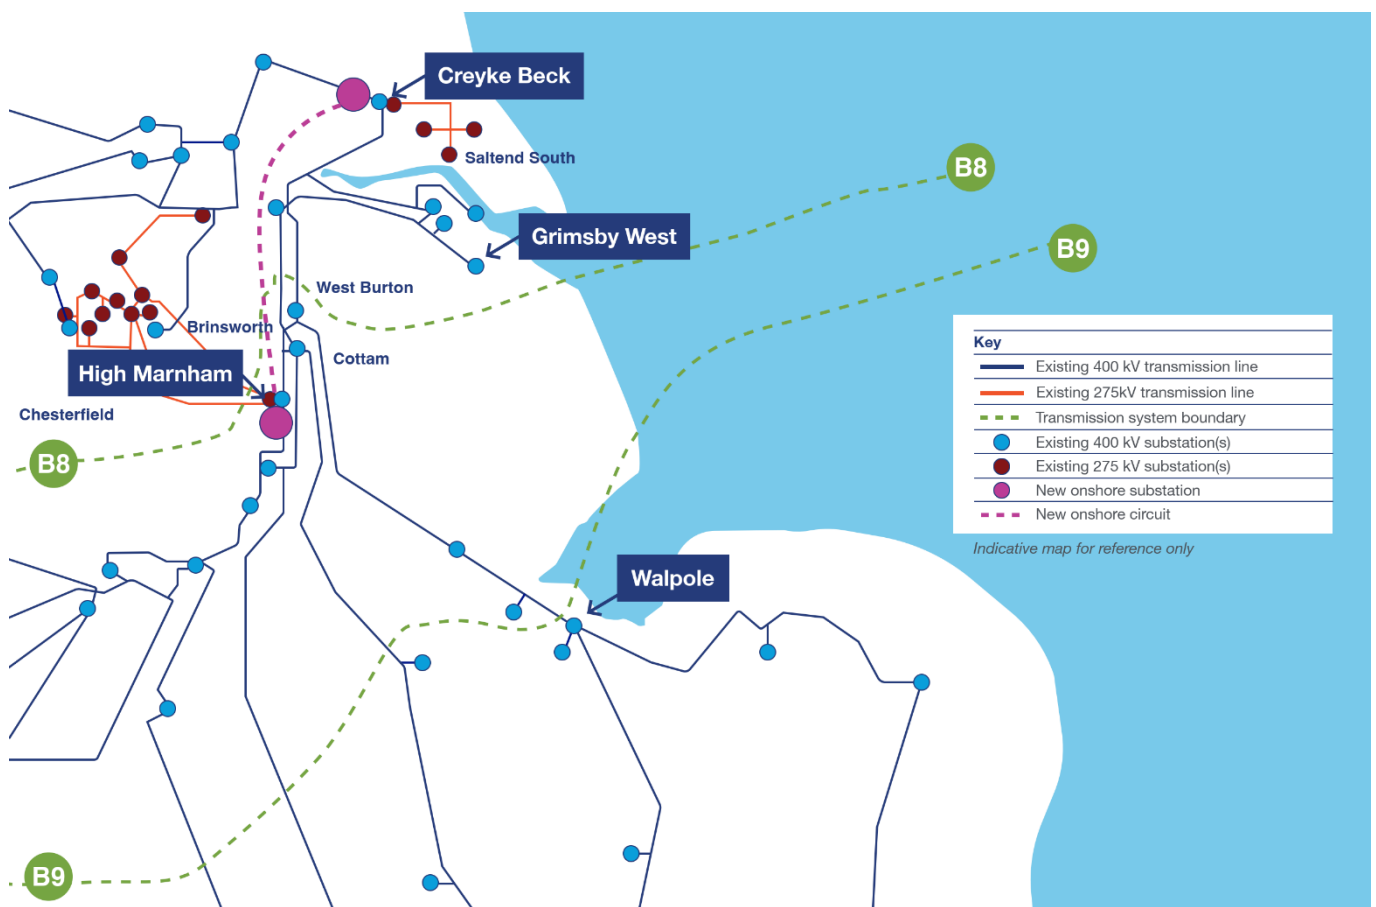 Creyke Beck
Saltend South
B8
Grimsby West
B9
West Burton
Brinsworth
Cottam
High Marnham
Chesterfield
B8
Key
Existing 400 kV transmission line
Existing 275kV transmission line
Transmission system boundary
Existing 400 kV substation(s)
Existing 275 kV substation(s)
New onshore substation
New onshore circuit
Indicative map for reference only
Walpole
B9